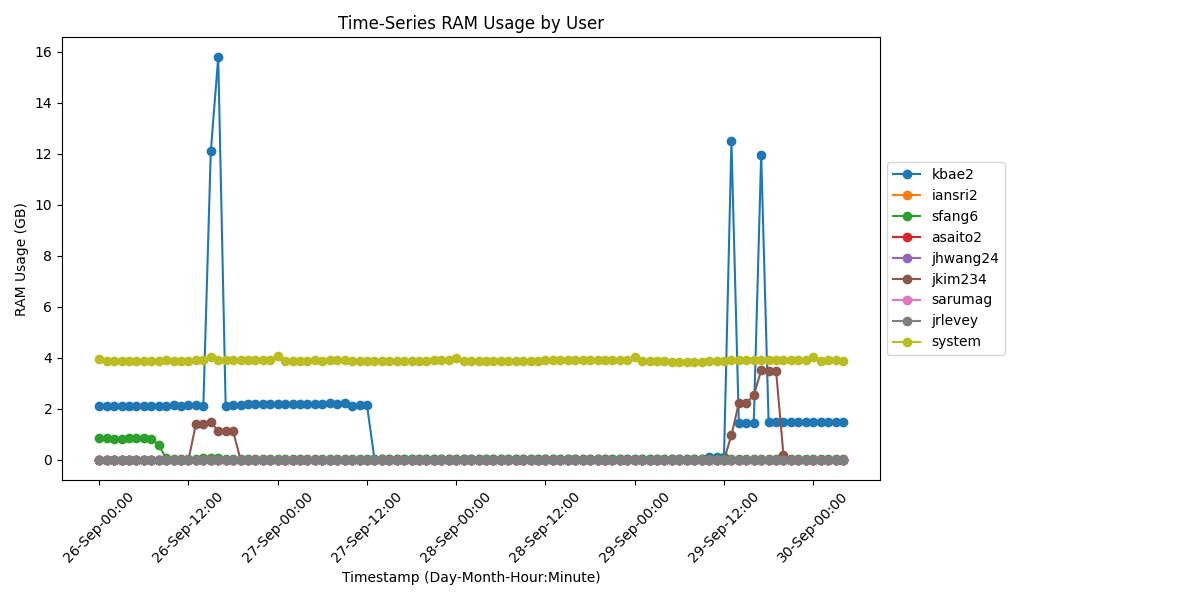 Time-Series RAM Usage by User
RAM Usage (GB)
16
14
12
10
8
6
4
2
0
26-Sep-00:00
26-Sep-12:00
27-Sep-00:00
27-Sep-12:00
28-Sep-00:00
28-Sep-12:00
29-Sep-00:00
29-Sep-12:00
30-Sep-00:00
Timestamp (Day-Month-Hour:Minute)
kbae2
iansri2
sfang6
asaito2
jhwang24
jkim234
sarumag
jrlevey
system